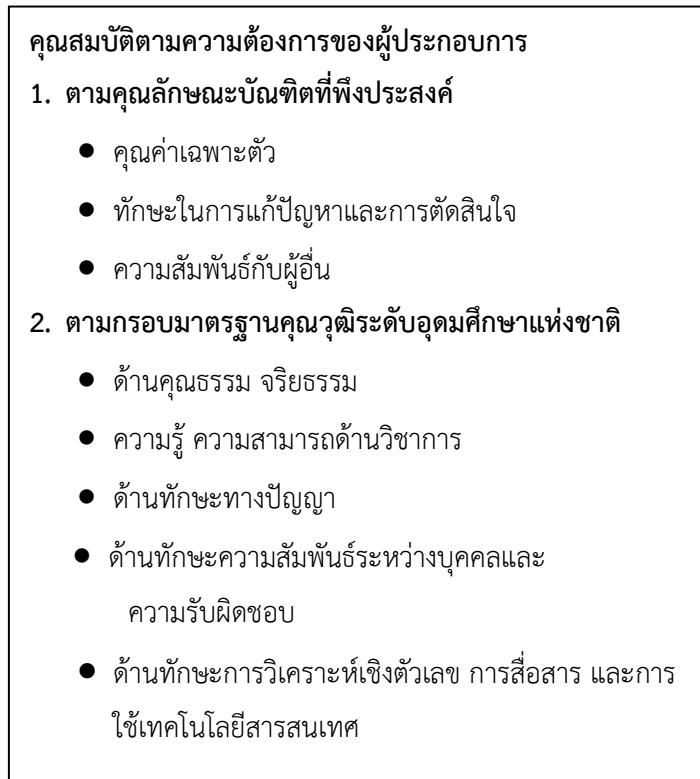 คุณสมบัติตามความต้องการของผู้ประกอบการ
1. ตามคุณลักษณะบัณฑิตที่พึงประสงค์
● คุณค่าเฉพาะตัว
● ทักษะในการแก้ปัญหาและการตัดสินใจ
● ความสัมพันธ์กับผู้อื่น
2. ตามกรอบมาตรฐานคุณวุฒิระดับอุดมศึกษาแห่งชาติ
● ด้านคุณธรรม จริยธรรม
● ความรู้ ความสามารถด้านวิชาการ
● ด้านทักษะทางปัญญา
● ด้านทักษะความสัมพันธ์ระหว่างบุคคลและ
ความรับผิดชอบ
● ด้านทักษะการวิเคราะห์เชิงตัวเลข การสื่อสาร และการ
ใช้เทคโนโลยีสารสนเทศ